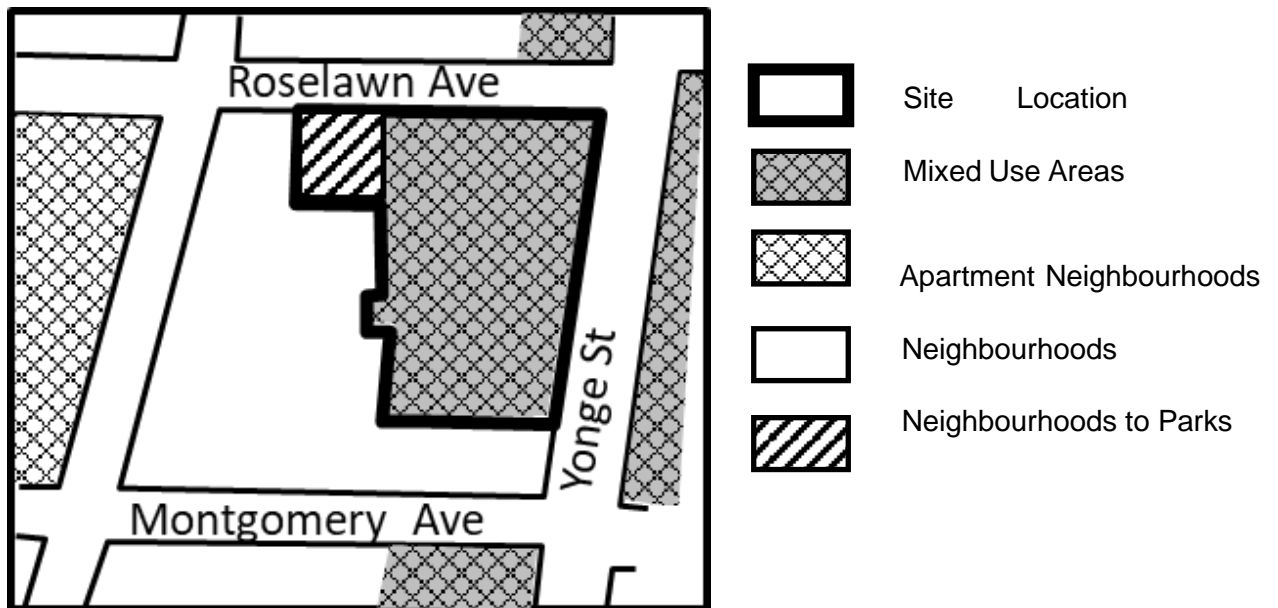 Roselawn Ave
Yonge St
Montgomery Ave
Site Location
Mixed Use Areas
Apartment Neighbourhoods
Neighbourhoods
Neighbourhoods to Parks